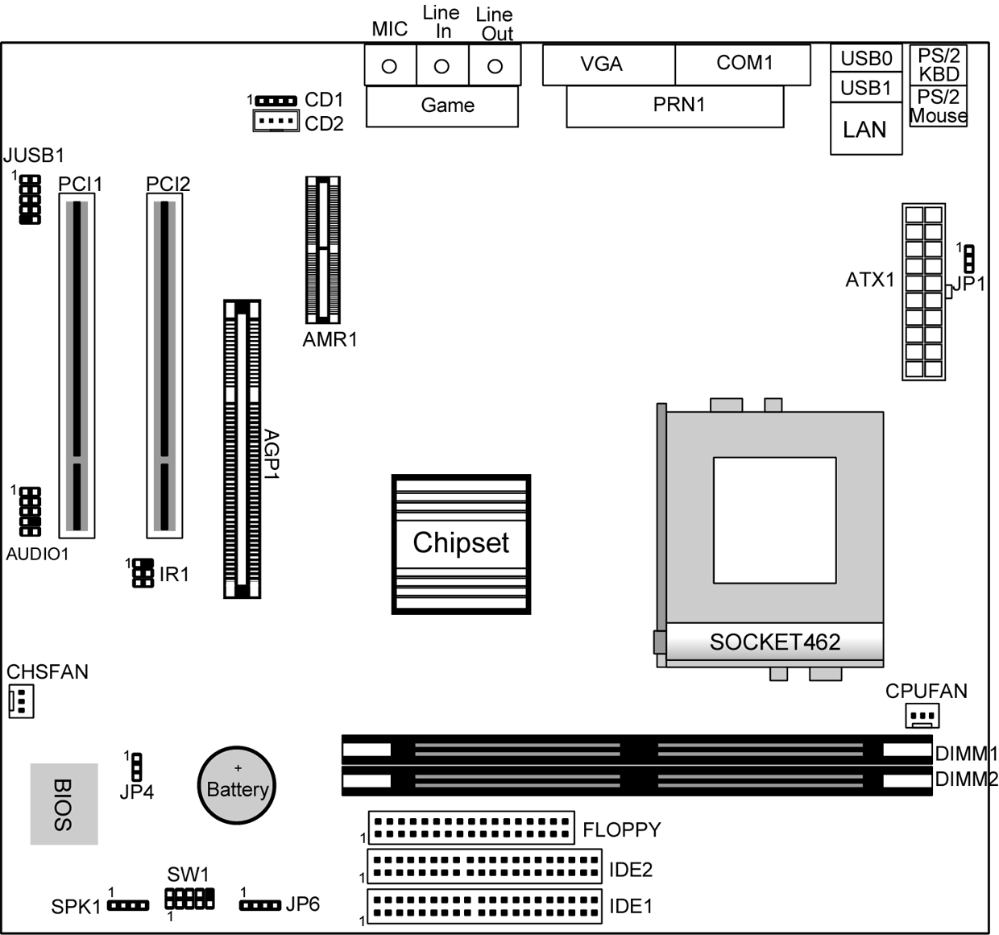 MIC
Line
In
Line
Out
VGA
COM1
USB0
USB1
LAN
PS/2
KBD
PS/2
Mouse
Game
PRN1
1
CD1
CD2
JUSB1
1
PCI1
PCI2
AMR1
ATX1
1
JP1
AGP1
Chipset
1
AUDIO1
1
IR1
SOCKET462
CHSFAN
CPUFAN
DIMM1
DIMM2
BIOS
1
JP4
+
Battery
1
FLOPPY
1
IDE2
1
IDE1
SPK1
1
SW1
1
1
JP6